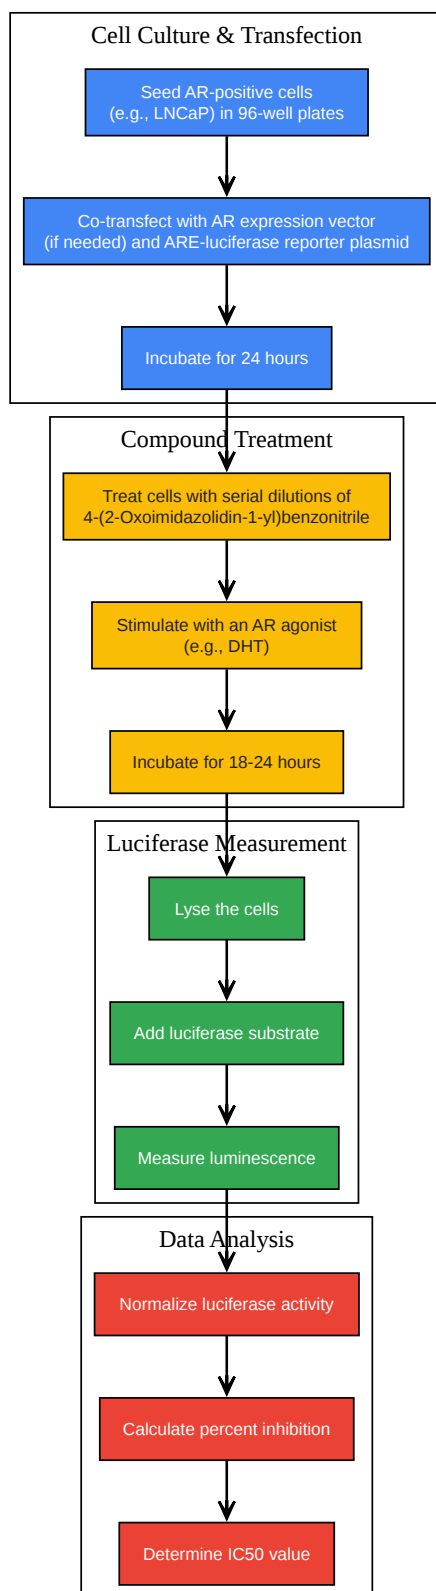 Cell Culture & Transfection
Seed AR-positive cells
(e.g., LNCaP) in 96-well plates
Co-transfect with AR expression vector
(if needed) and ARE-luciferase reporter plasmid
Incubate for 24 hours
Compound Treatment
Treat cells with serial dilutions of
4-(2-Oxoimidazolidin-1-yl)benzonitrile
Stimulate with an AR agonist
(e.g., DHT)
Incubate for 18-24 hours
Luciferase Measurement
Lyse the cells
Add luciferase substrate
Measure luminescence
Data Analysis
Normalize luciferase activity
Calculate percent inhibition
Determine IC50 value